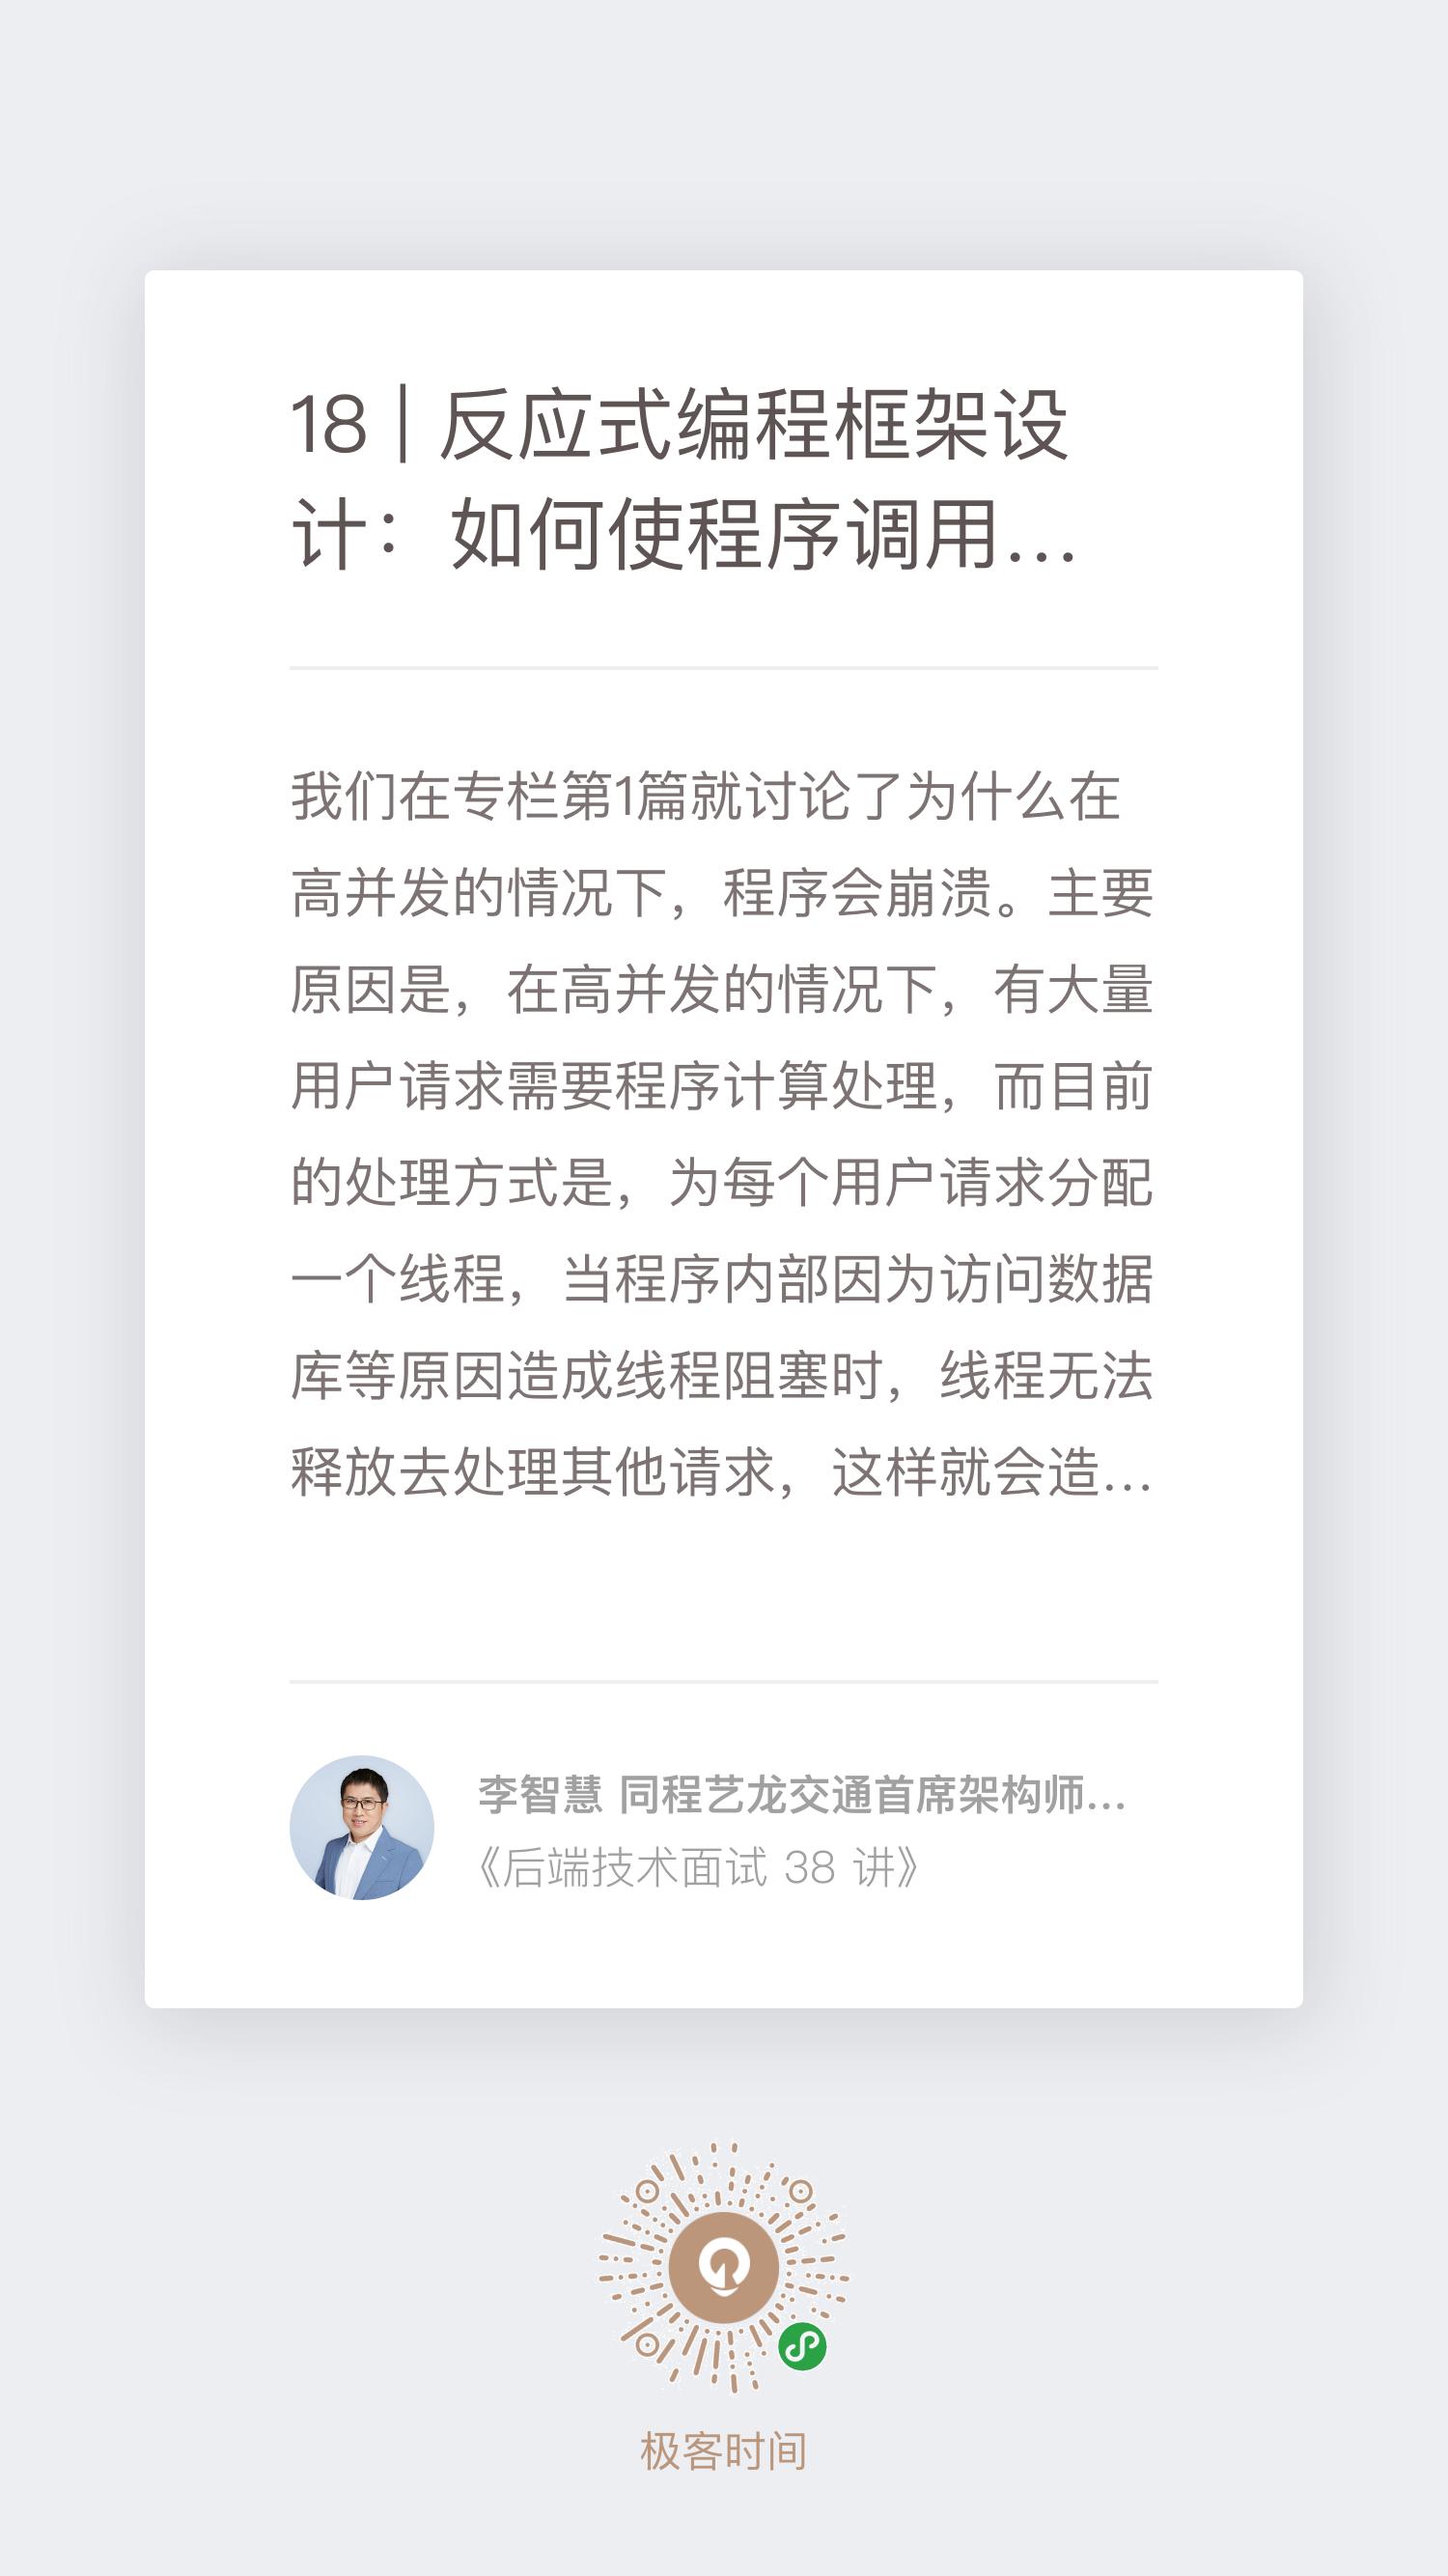 18 | 反应式编程框架设
计：如何使程序调用...
我们在专栏第1篇就讨论了为什么在
高并发的情况下，程序会崩溃。主要
原因是，在高并发的情况下，有大量
用户请求需要程序计算处理，而目前
的处理方式是，为每个用户请求分配
一个线程，当程序内部因为访问数据
库等原因造成线程阻塞时，线程无法
释放去处理其他请求，这样就会造...
李智慧 同程艺龙交通首席架构师...
《后端技术面试 38 讲》
极客时间